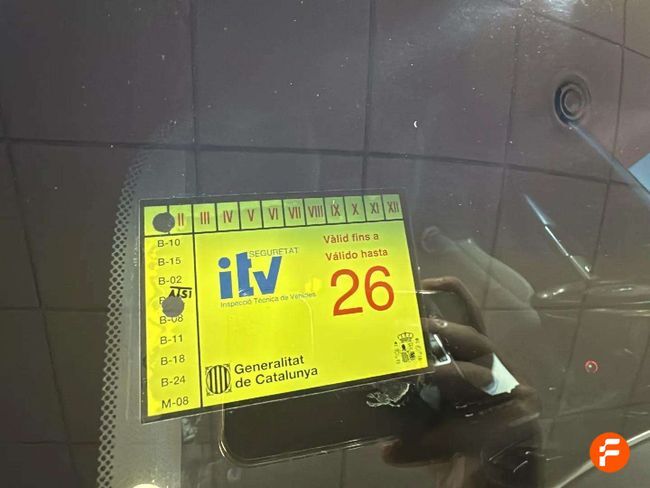 II III IV V VI VII VIII IX X XI XII
B-10
B-15
B-02
AISI
B-08
B-11
B-18
B-24
M-08
SEGURETAT
itv
Inspecció Tècnica de Vehicles
Vàlid fins a
Válido hasta
26
Generalitat
de Catalunya